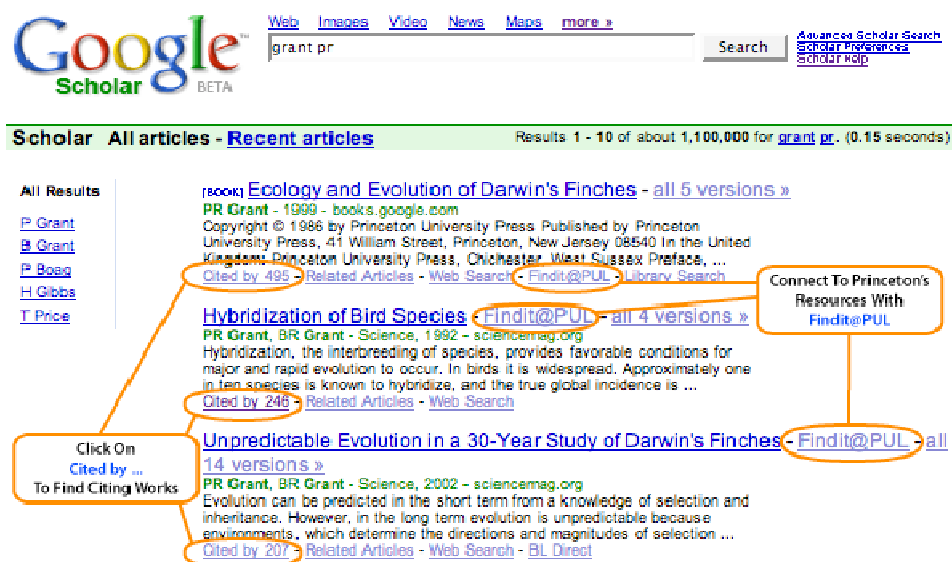 Web Images Video News Maps more »
Google™
Scholar BETA
grant pr
Search
Advanced Scholar Search
Scholar Preferences
Scholar Help
Scholar All articles - Recent articles
Results 1 - 10 of about 1,100,000 for grant pr. (0.15 seconds)
All Results
P Grant
B Grant
P Boag
H Gibbs
T Price
[BOOK] Ecology and Evolution of Darwin's Finches - all 5 versions »
PR Grant - 1999 - books.google.com
Copyright © 1986 by Princeton University Press Published by Princeton
University Press, 41 William Street, Princeton, New Jersey 08540 In the United
Kingdom: Princeton University Press, Chichester, West Sussex Preface, ...
Cited by 495 - Related Articles - Web Search - Findit@PUL - Library Search
Hybridization of Bird Species - Findit@PUL - all 4 versions »
PR Grant, BR Grant - Science, 1992 - sciencemag.org
Hybridization, the interbreeding of species, provides favorable conditions for
major and rapid evolution to occur. In birds it is widespread. Approximately one
in ten species is known to hybridize, and the true global incidence is ...
Cited by 246 - Related Articles - Web Search
Unpredictable Evolution in a 30-Year Study of Darwin's Finches - Findit@PUL - all
14 versions »
PR Grant, BR Grant - Science, 2002 - sciencemag.org
Evolution can be predicted in the short term from a knowledge of selection and
inheritance. However, in the long term evolution is unpredictable because
environments, which determine the directions and magnitudes of selection ...
Cited by 207 - Related Articles - Web Search - BL Direct
Connect To Princeton's
Resources With
Findit@PUL
Click On
Cited by ...
To Find Citing Works